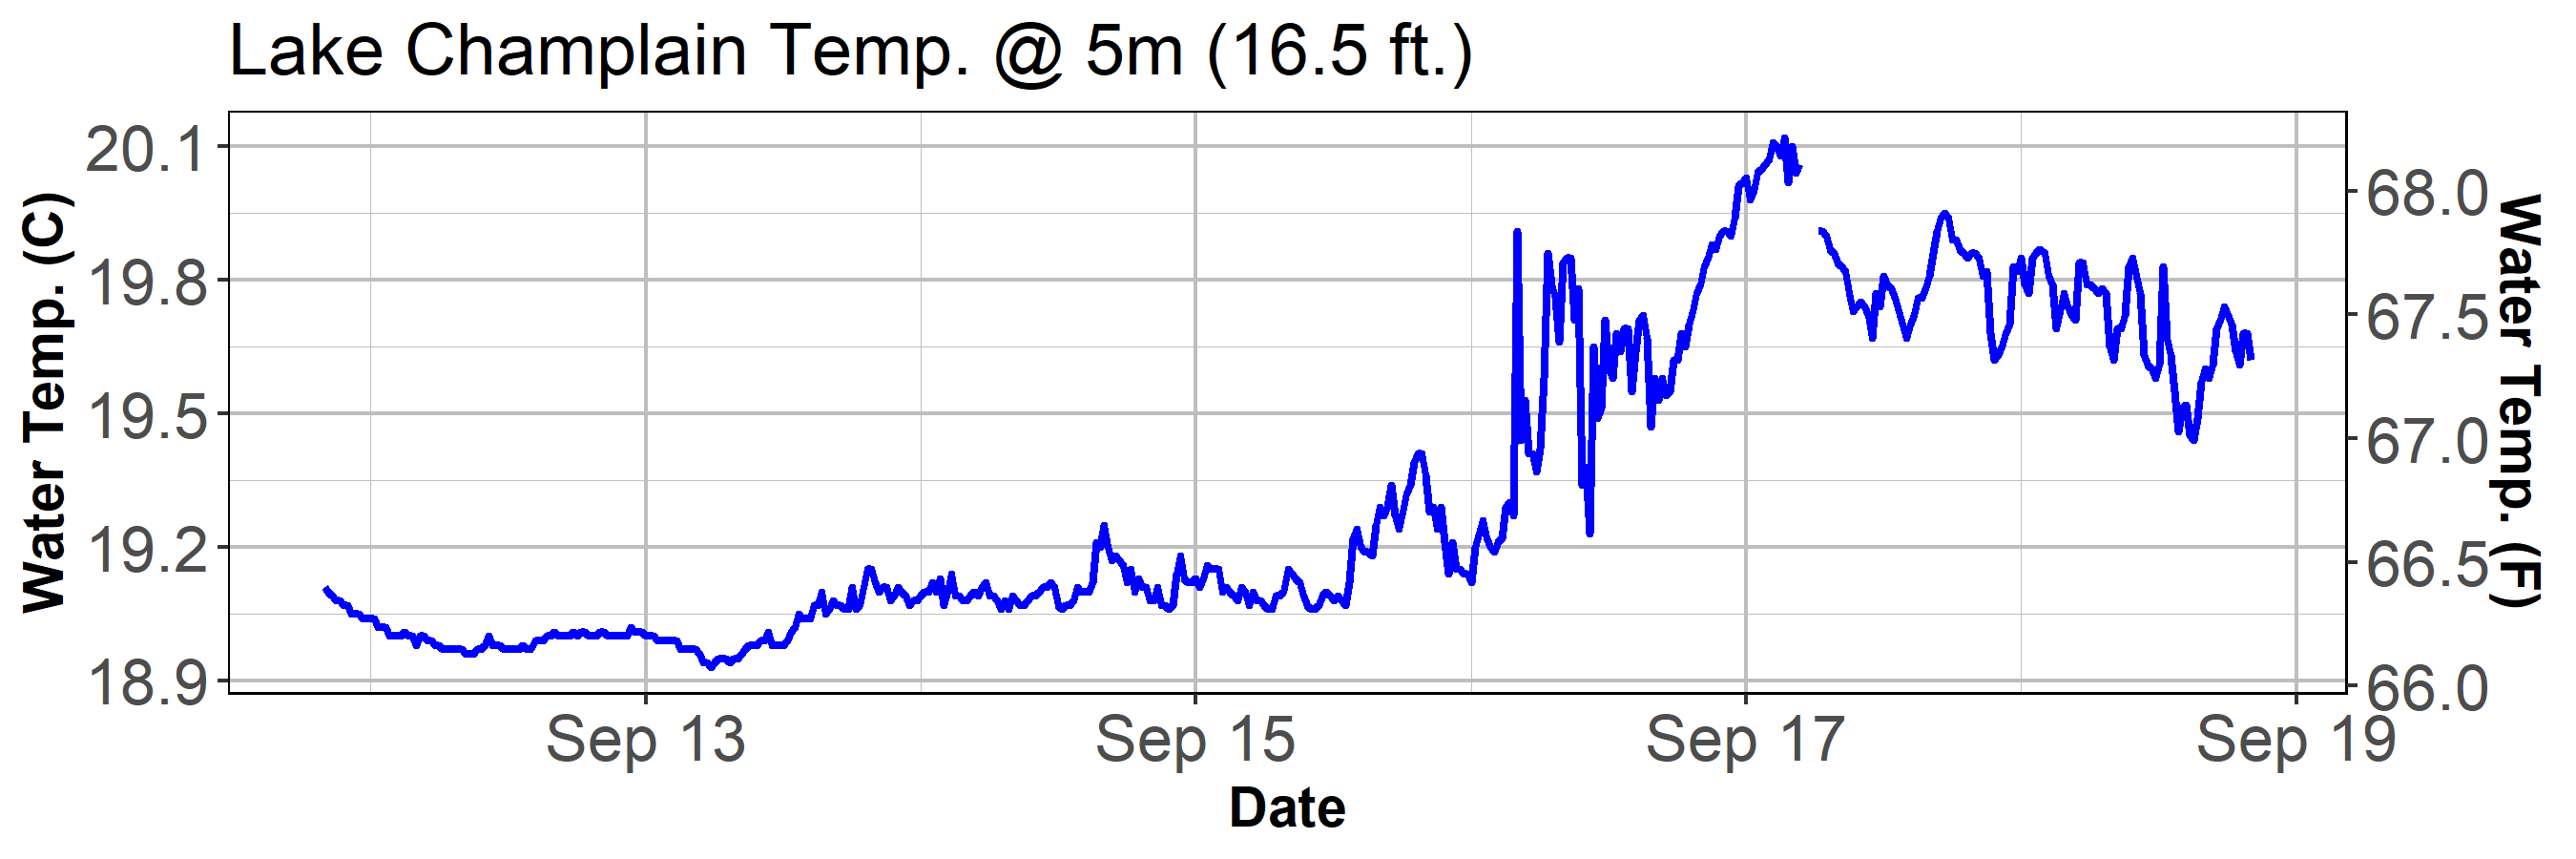 Lake Champlain Temp. @ 5m (16.5 ft.)
Water Temp. (C)
20.1
19.8
19.5
19.2
18.9
68.0
67.5
67.0
66.5
66.0
Water Temp. (F)
Sep 13
Sep 15
Sep 17
Sep 19
Date